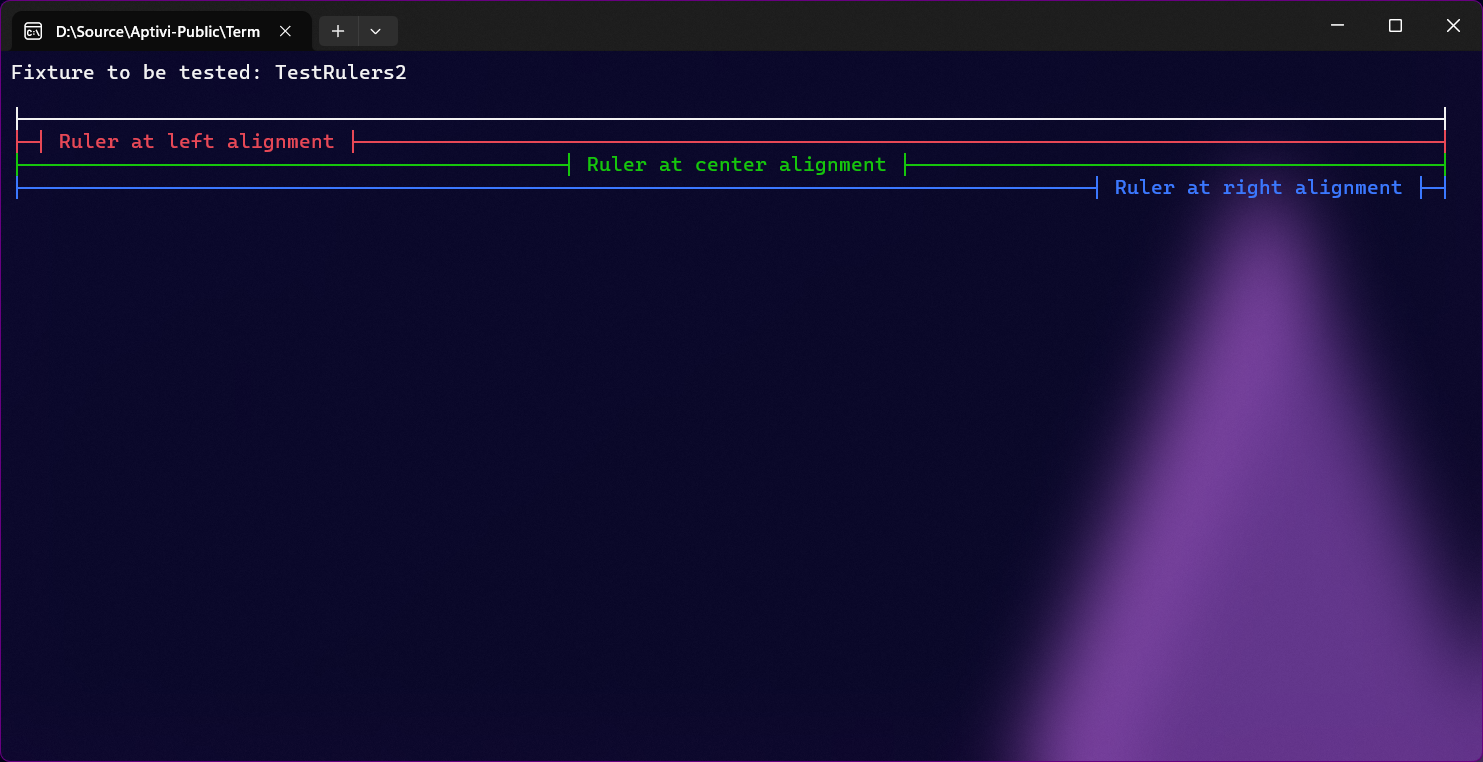 D:\Source\Aptivi-Public\Term
Fixture to be tested: TestRulers2
Ruler at left alignment
Ruler at center alignment
Ruler at right alignment